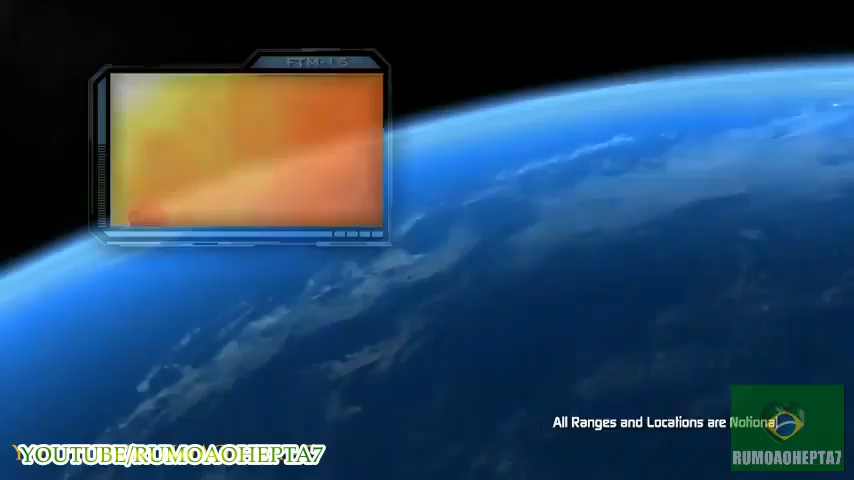 FTM-15
All Ranges and Locations are Notional
YOUTUBE/RUMOAOHEPTA7
RUMOAOHEPTA7